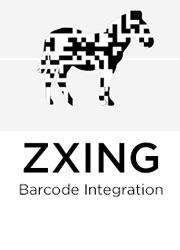 ZXING
Barcode Integration